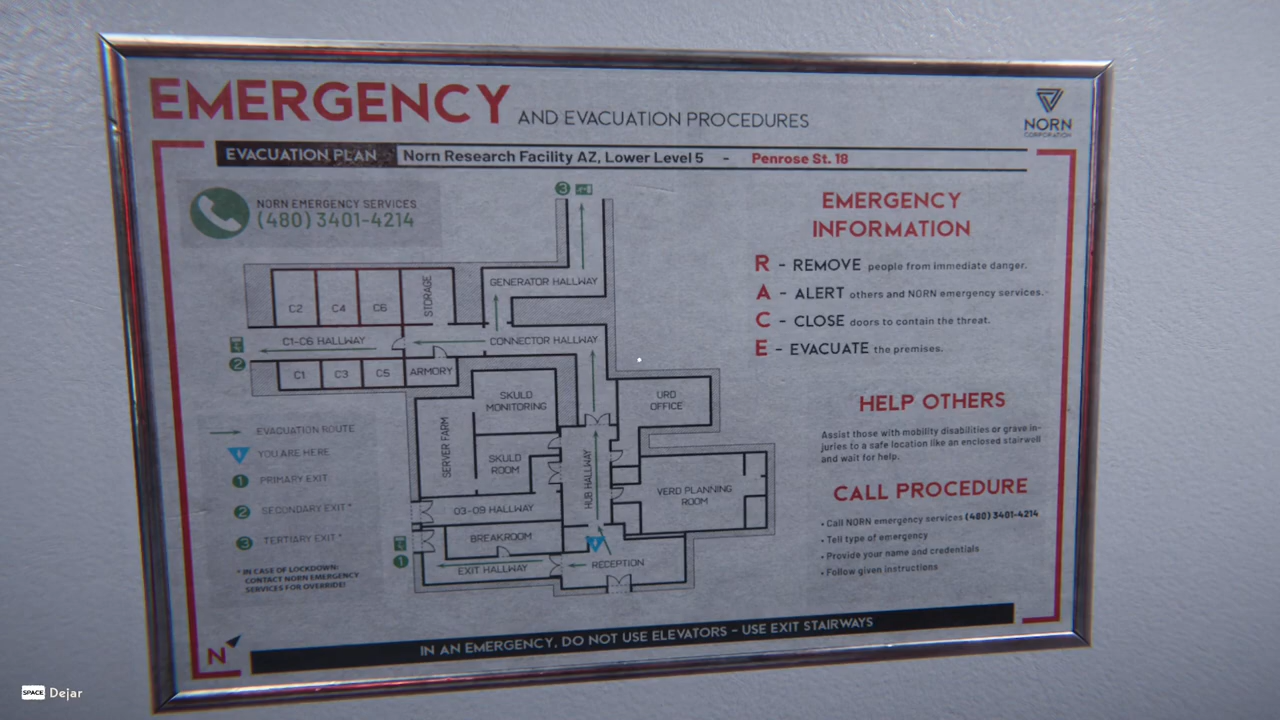 EMERGENCY AND EVACUATION PROCEDURES
NORN
CORPORATION
EVACUATION PLAN Norn Research Facility AZ, Lower Level 5 - Penrose St. 18
NORN EMERGENCY SERVICES
(480) 3401-4214
3
GENERATOR HALLWAY
C2
C4
C6
STORAGE
C1-C6 HALLWAY
CONNECTOR HALLWAY
2
C1
C3
C5
ARMORY
SKULD
MONITORING
URD
OFFICE
SERVER FARM
SKULD
ROOM
HUB HALLWAY
VERD PLANNING
ROOM
03-09 HALLWAY
BREAKROOM
1
EXIT HALLWAY
RECEPTION
EVACUATION ROUTE
YOU ARE HERE
1 PRIMARY EXIT
2 SECONDARY EXIT *
3 TERTIARY EXIT *
* IN CASE OF LOCKDOWN:
CONTACT NORN EMERGENCY
SERVICES FOR OVERRIDE!
N
EMERGENCY
INFORMATION
R - REMOVE people from immediate danger.
A - ALERT others and NORN emergency services.
C - CLOSE doors to contain the threat.
E - EVACUATE the premises.
HELP OTHERS
Assist those with mobility disabilities or grave in-
juries to a safe location like an enclosed stairwell
and wait for help.
CALL PROCEDURE
• Call NORN emergency services (480) 3401-4214
• Tell type of emergency
• Provide your name and credentials
• Follow given instructions
IN AN EMERGENCY, DO NOT USE ELEVATORS - USE EXIT STAIRWAYS
SPACE Dejar